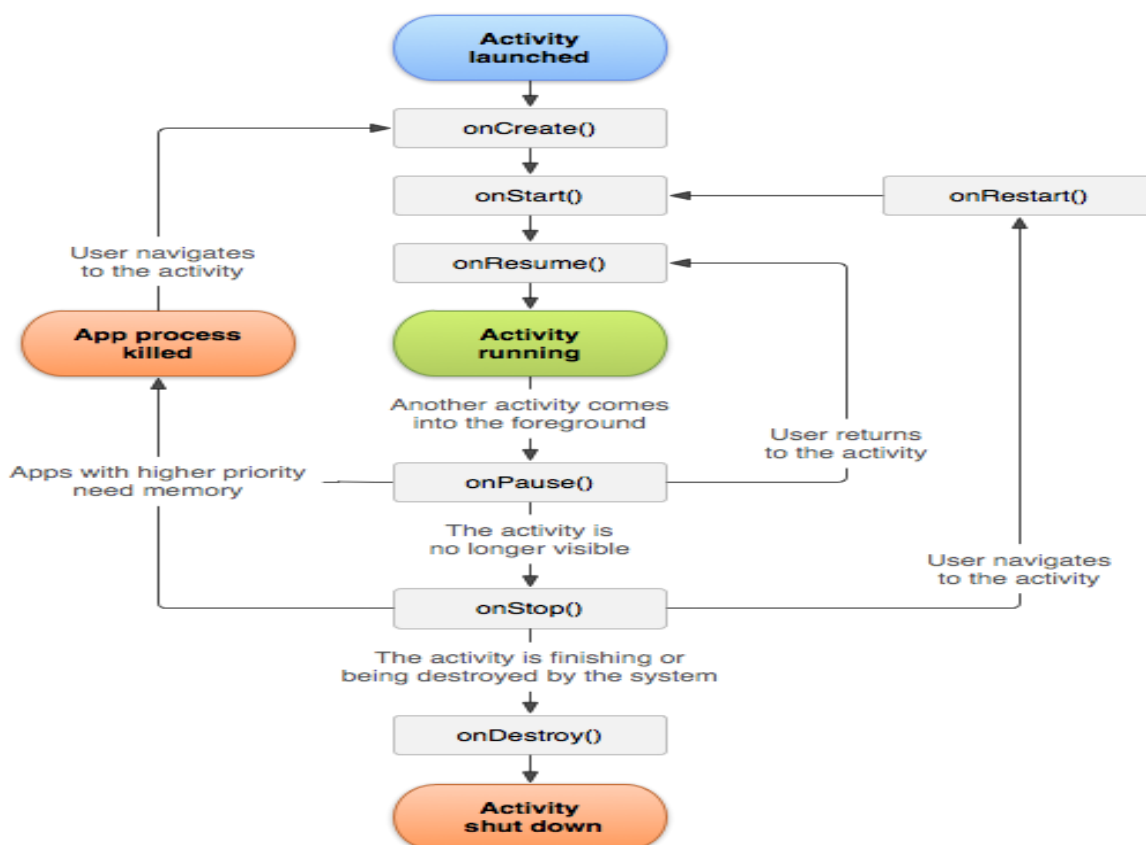 Activity
launched
onCreate()
onStart()
onRestart()
User navigates
to the activity
onResume()
App process
killed
Activity
running
Another activity comes
into the foreground
User returns
to the activity
Apps with higher priority
need memory
onPause()
The activity is
no longer visible
User navigates
to the activity
onStop()
The activity is finishing or
being destroyed by the system
onDestroy()
Activity
shut down